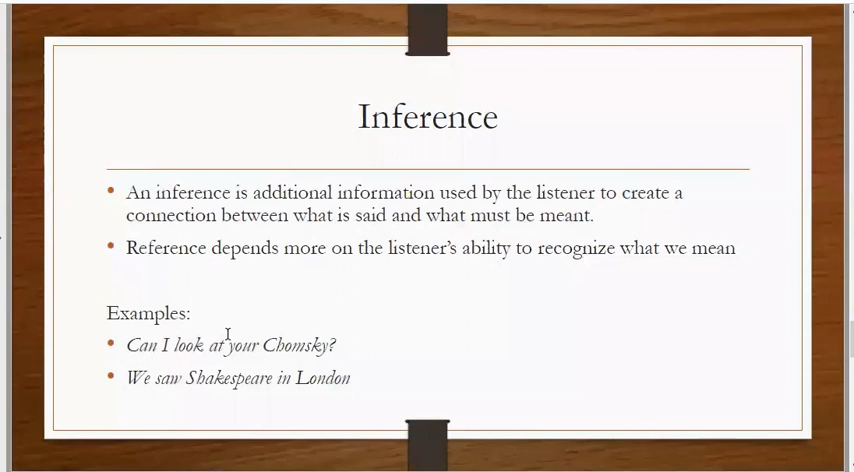 Inference
• An inference is additional information used by the listener to create a
connection between what is said and what must be meant.
• Reference depends more on the listener's ability to recognize what we mean
Examples:
• Can I look at your Chomsky?
• We saw Shakespeare in London